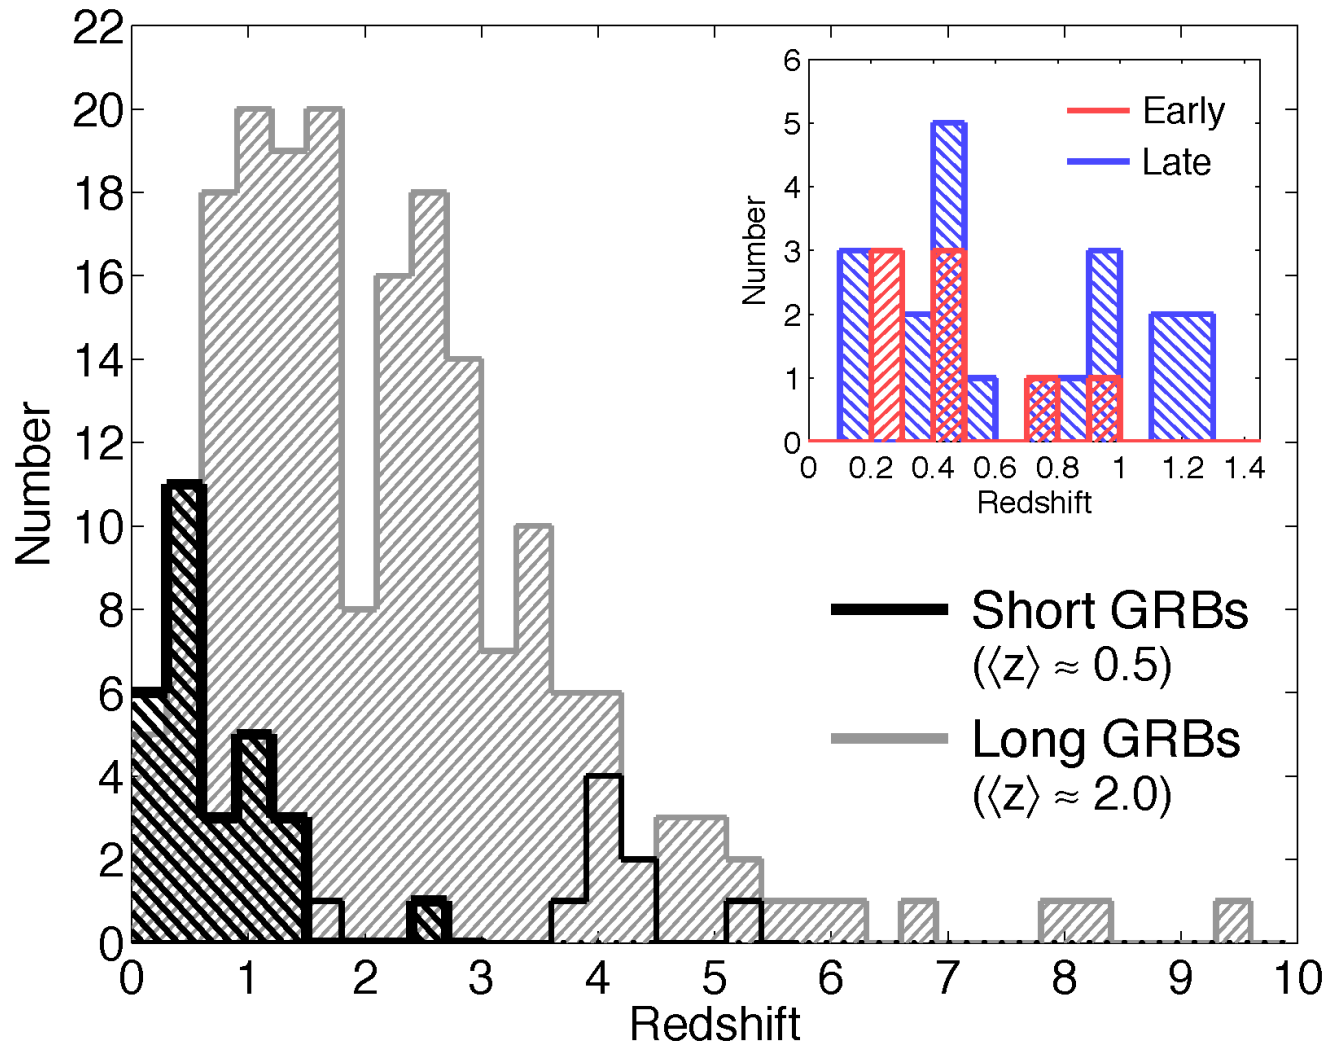 22
20
18
16
14
12
10
8
6
4
2
0
Number
0 1 2 3 4 5 6 7 8 9 10
Redshift
6
5
4
3
2
1
0
Number
0 0.2 0.4 0.6 0.8 1 1.2 1.4
Redshift
Early
Late
Short GRBs
(⟨z⟩ ≈ 0.5)
Long GRBs
(⟨z⟩ ≈ 2.0)